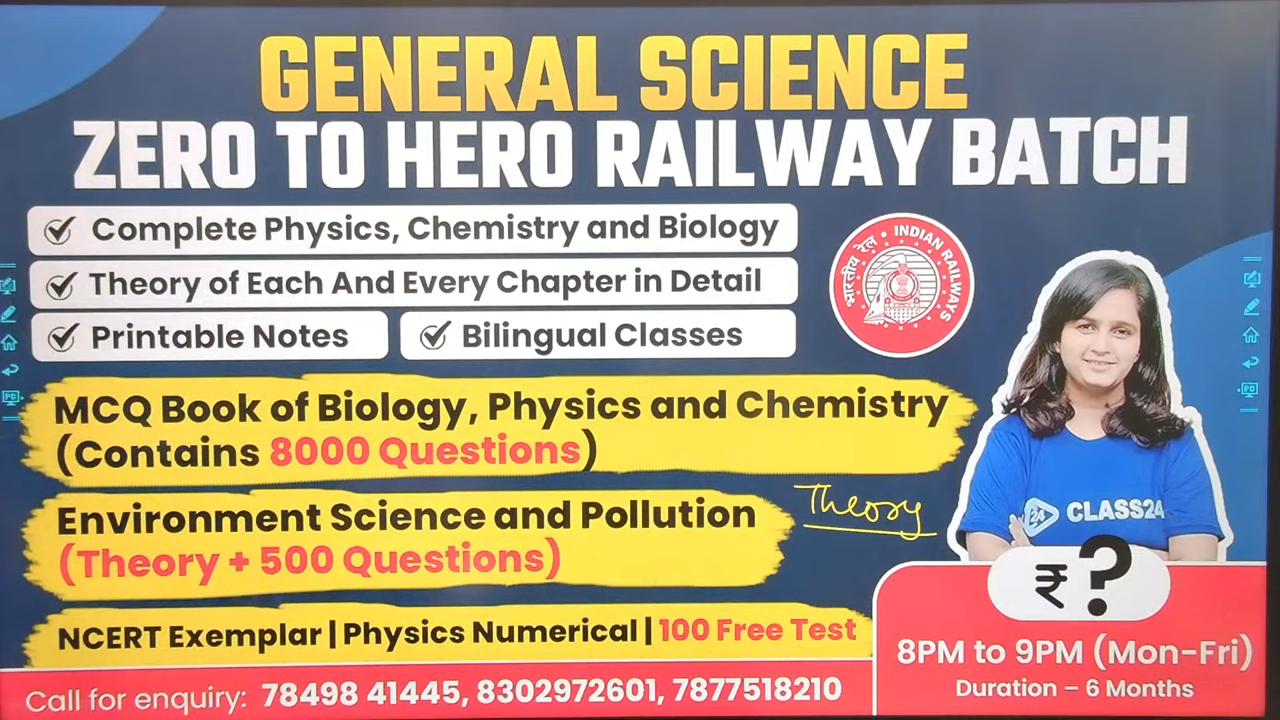 GENERAL SCIENCE
ZERO TO HERO RAILWAY BATCH
Complete Physics, Chemistry and Biology
Theory of Each And Every Chapter in Detail
Printable Notes
Bilingual Classes
भारतीय रेल • INDIAN RAILWAYS
MCQ Book of Biology, Physics and Chemistry
(Contains 8000 Questions)
Environment Science and Pollution
(Theory + 500 Questions)
Theory
24 CLASS24
NCERT Exemplar | Physics Numerical | 100 Free Test
₹ ?
8PM to 9PM (Mon-Fri)
Duration – 6 Months
Call for enquiry: 78498 41445, 8302972601, 7877518210